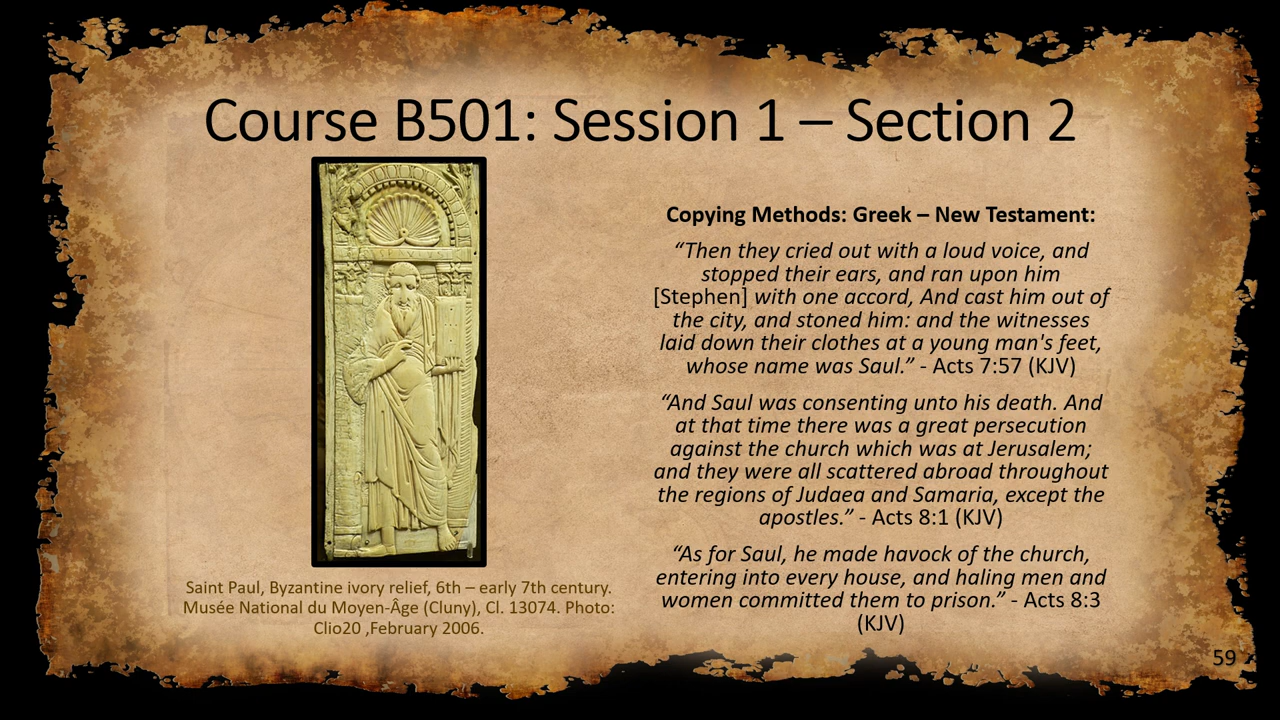 Course B501: Session 1 – Section 2
Copying Methods: Greek – New Testament:
“Then they cried out with a loud voice, and
stopped their ears, and ran upon him
[Stephen] with one accord, And cast him out of
the city, and stoned him: and the witnesses
laid down their clothes at a young man's feet,
whose name was Saul.” - Acts 7:57 (KJV)
“And Saul was consenting unto his death. And
at that time there was a great persecution
against the church which was at Jerusalem;
and they were all scattered abroad throughout
the regions of Judaea and Samaria, except the
apostles.” - Acts 8:1 (KJV)
“As for Saul, he made havock of the church,
entering into every house, and haling men and
women committed them to prison.” - Acts 8:3
(KJV)
Saint Paul, Byzantine ivory relief, 6th – early 7th century.
Musée National du Moyen-Âge (Cluny), Cl. 13074. Photo:
Clio20 ,February 2006.
59